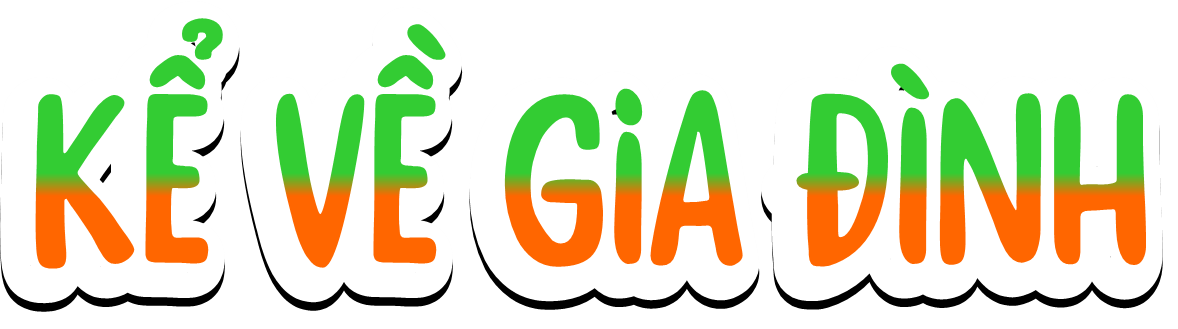 KỂ VỀ GiA ĐÌNH